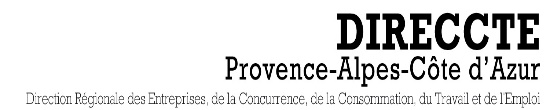 DIRECCTE
Provence-Alpes-Côte d'Azur
Direction Régionale des Entreprises, de la Concurrence, de la Consommation, du Travail et de l'Emploi